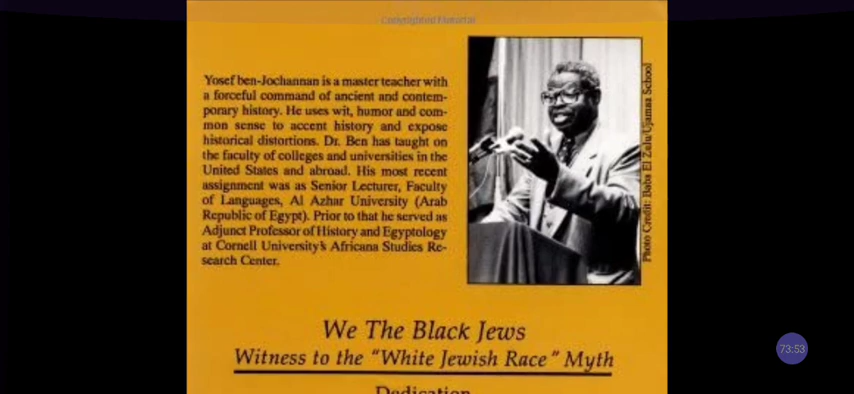 Copyrighted Material
Yosef ben-Jochannan is a master teacher with
a forceful command of ancient and contem-
porary history. He uses wit, humor and com-
mon sense to accent history and expose
historical distortions. Dr. Ben has taught on
the faculty of colleges and universities in the
United States and abroad. His most recent
assignment was as Senior Lecturer, Faculty
of Languages, Al Azhar University (Arab
Republic of Egypt). Prior to that he served as
Adjunct Professor of History and Egyptology
at Cornell University's Africana Studies Re-
search Center.
Photo Credit: Baba El Zulu/Ujamaa School
We The Black Jews
Witness to the "White Jewish Race" Myth
Dedication
73:53